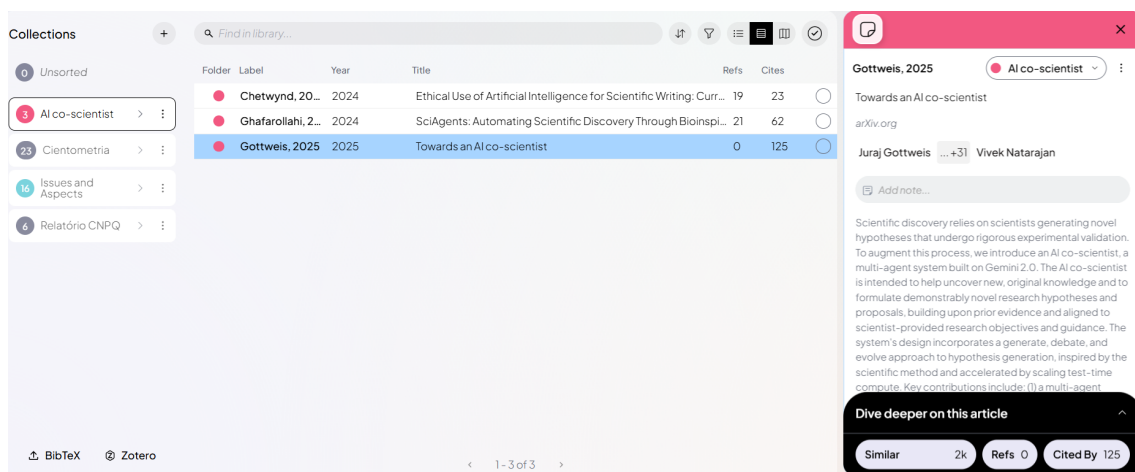 Collections
+
0 Unsorted
3 AI co-scientist
23 Cientometria
16 Issues and
Aspects
6 Relatório CNPQ
BibTeX
Zotero
Find in library...
Folder Label Year Title Refs Cites
Chetwynd, 20... 2024 Ethical Use of Artificial Intelligence for Scientific Writing: Curr... 19 23
Ghafarollahi, 2... 2024 SciAgents: Automating Scientific Discovery Through Bioinspi... 21 62
Gottweis, 2025 2025 Towards an AI co-scientist 0 125
1 - 3 of 3
Gottweis, 2025
AI co-scientist
Towards an AI co-scientist
arXiv.org
Juraj Gottweis ... +31 Vivek Natarajan
Add note...
Scientific discovery relies on scientists generating novel
hypotheses that undergo rigorous experimental validation.
To augment this process, we introduce an AI co-scientist, a
multi-agent system built on Gemini 2.0. The AI co-scientist
is intended to help uncover new, original knowledge and to
formulate demonstrably novel research hypotheses and
proposals, building upon prior evidence and aligned to
scientist-provided research objectives and guidance. The
system's design incorporates a generate, debate, and
evolve approach to hypothesis generation, inspired by the
scientific method and accelerated by scaling test-time
compute. Key contributions include: (1) a multi-agent
Dive deeper on this article
Similar 2k
Refs 0
Cited By 125